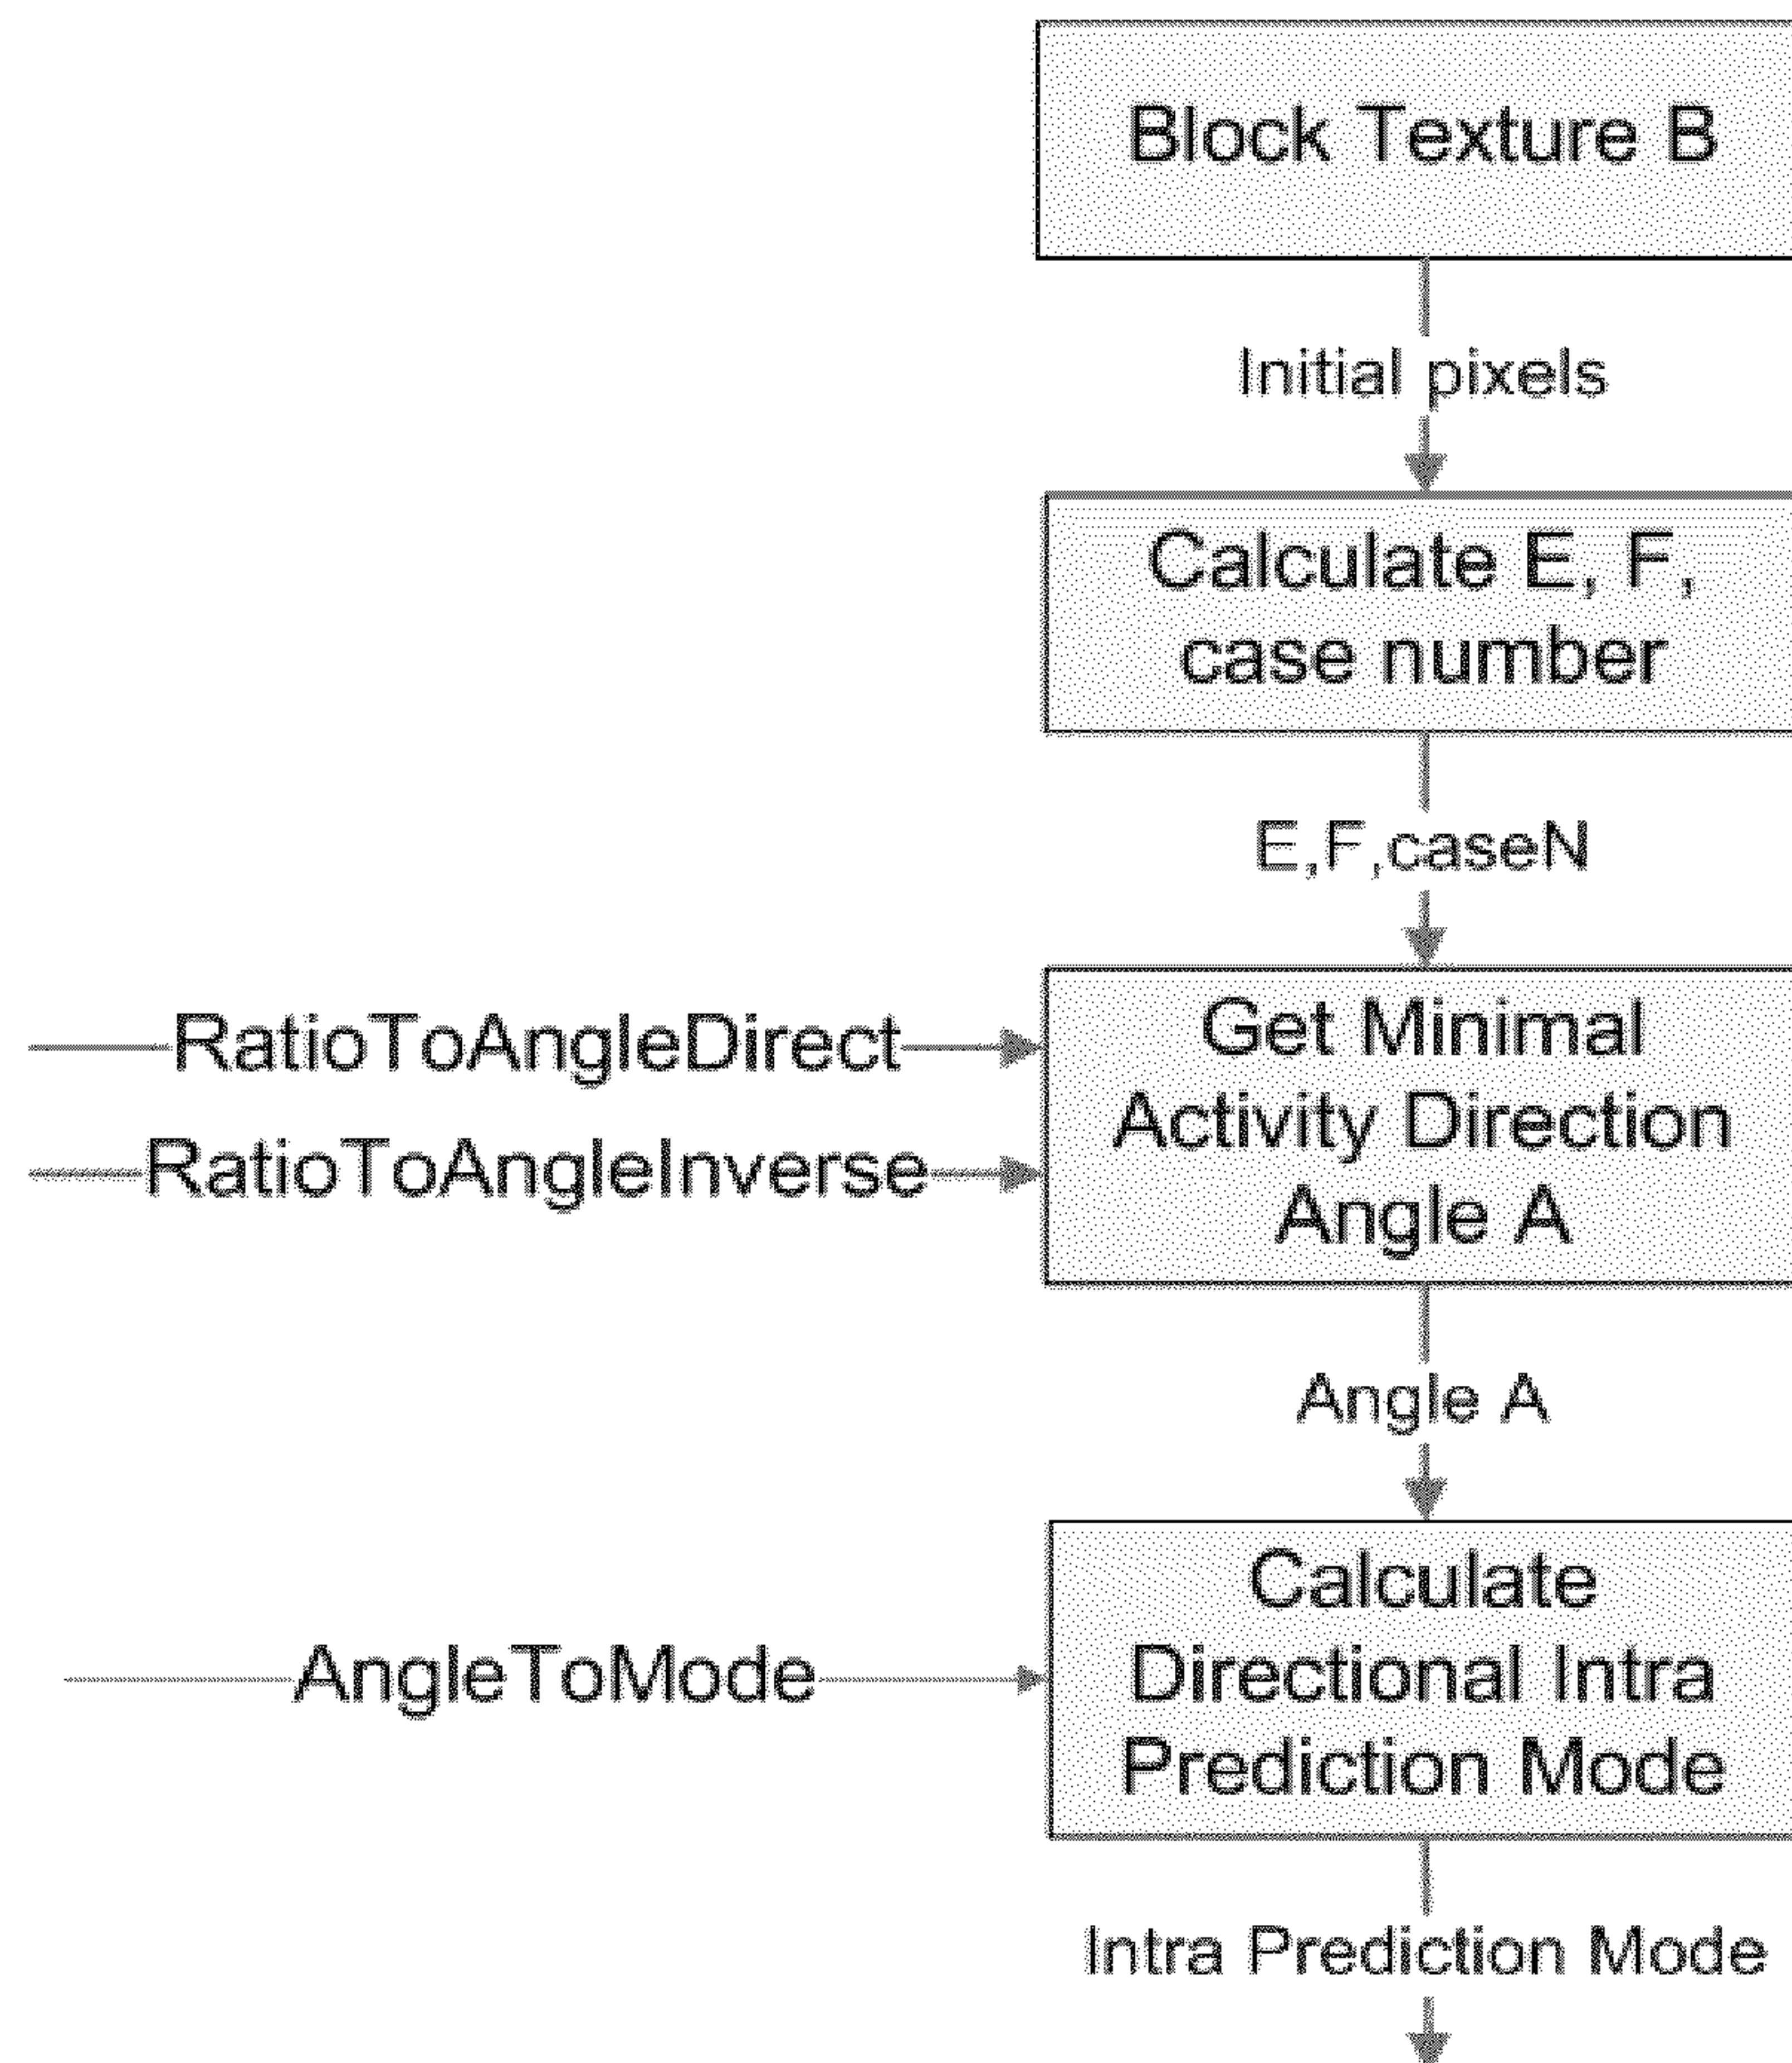 Block Texture B
Initial pixels
Calculate E, F,
case number
E,F,caseN
RatioToAngleDirect
RatioToAngleInverse
Get Minimal
Activity Direction
Angle A
Angle A
AngleToMode
Calculate
Directional Intra
Prediction Mode
Intra Prediction Mode